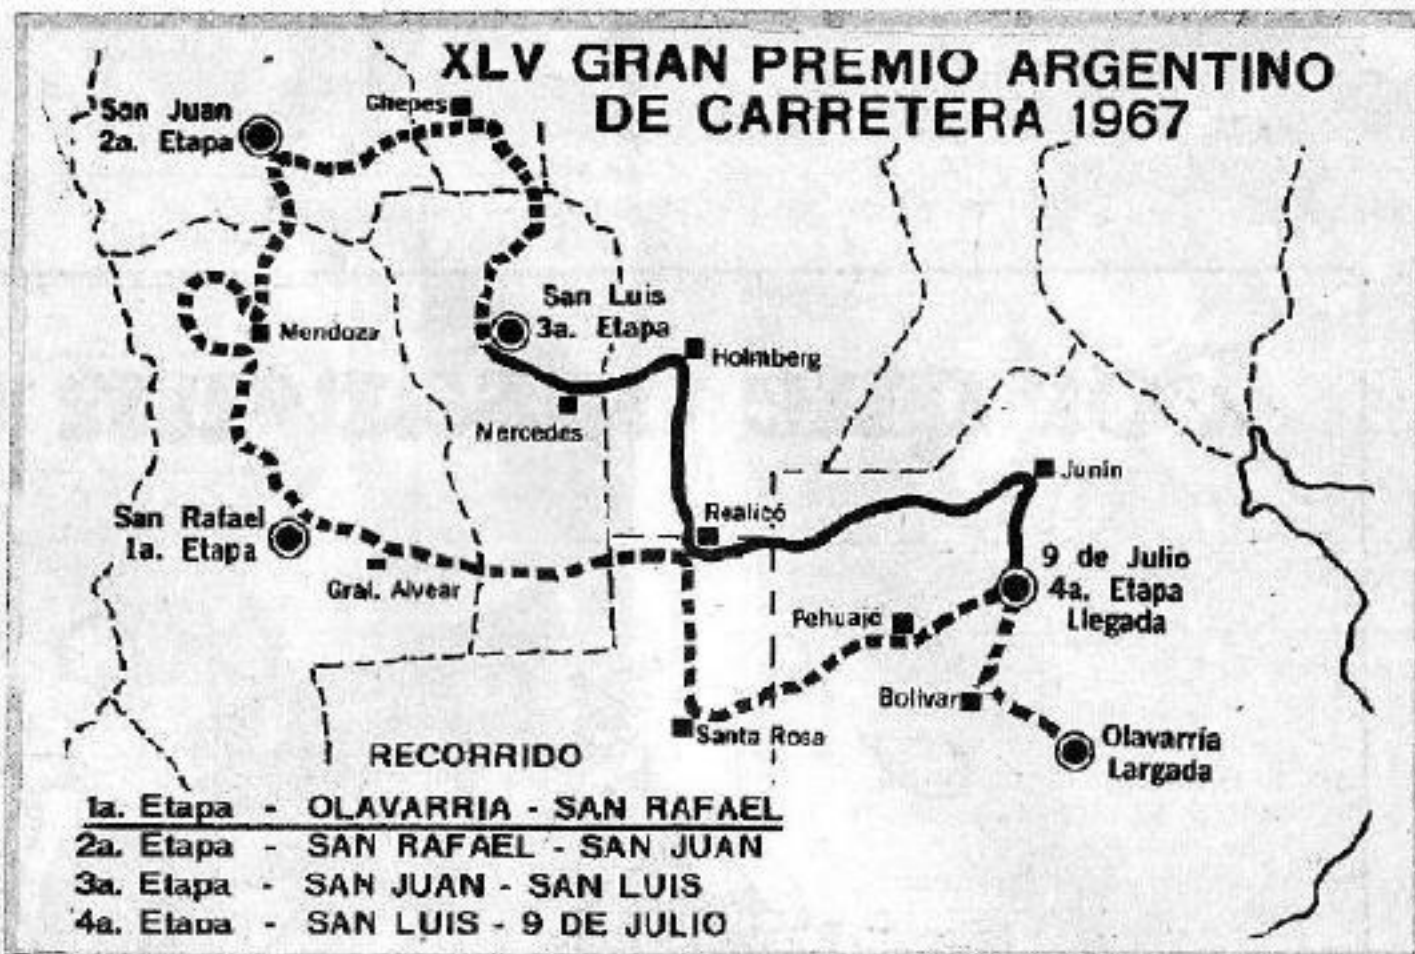 XLV GRAN PREMIO ARGENTINO
DE CARRETERA 1967
San Juan
2a. Etapa
Chepes
Mendoza
San Luis
3a. Etapa
Holmberg
Mercedes
Junín
San Rafael
1a. Etapa
Realicó
Gral. Alvear
9 de Julio
4a. Etapa
Llegada
Pehuajó
Bolivar
Santa Rosa
Olavarría
Largada
RECORRIDO
1a. Etapa - OLAVARRIA - SAN RAFAEL
2a. Etapa - SAN RAFAEL - SAN JUAN
3a. Etapa - SAN JUAN - SAN LUIS
4a. Etapa - SAN LUIS - 9 DE JULIO